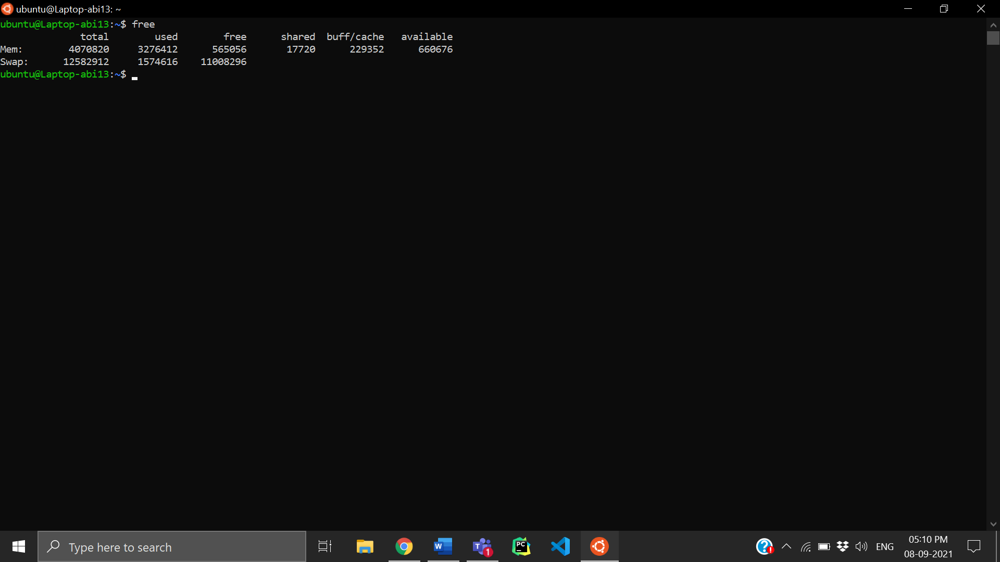 ubuntu@Laptop-abi13: ~
ubuntu@Laptop-abi13:~$ free
total used free shared buff/cache available
Mem: 4070820 3276412 565056 17720 229352 660676
Swap: 12582912 1574616 11008296
ubuntu@Laptop-abi13:~$
Type here to search
W
T
1
PC
?
!
ENG
05:10 PM
08-09-2021